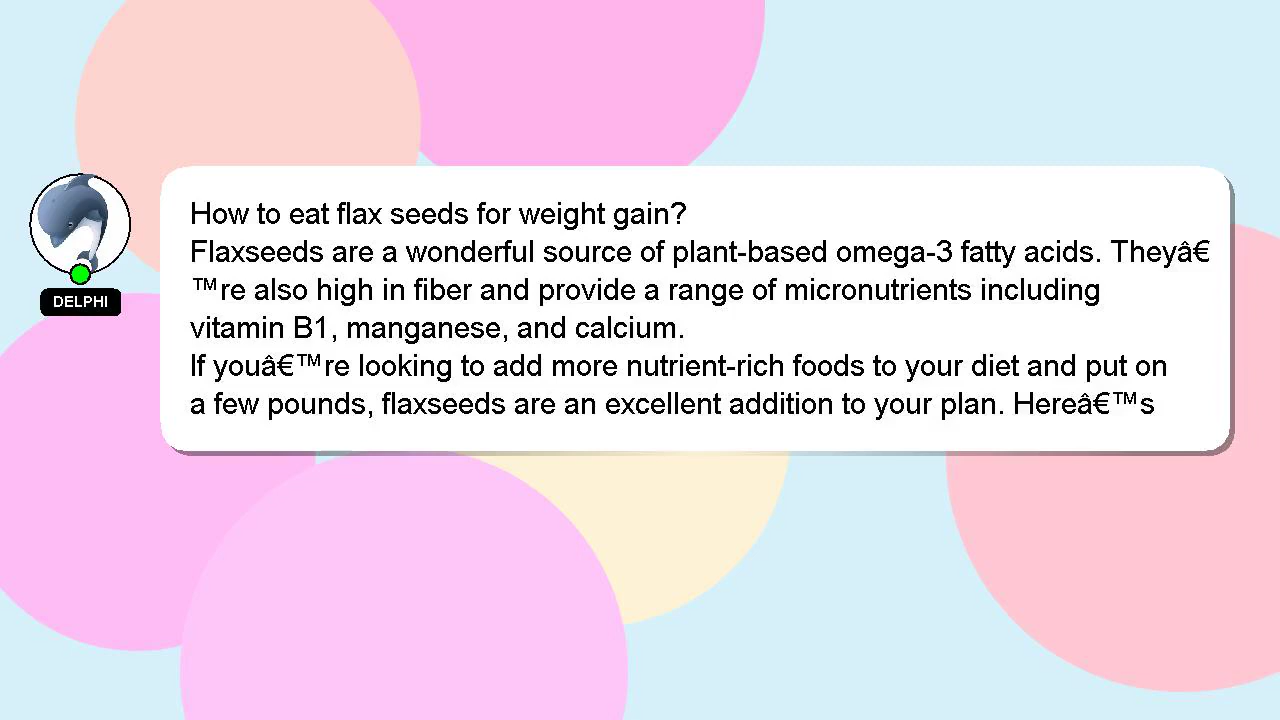 How to eat flax seeds for weight gain?
Flaxseeds are a wonderful source of plant-based omega-3 fatty acids. Theyâ€
™re also high in fiber and provide a range of micronutrients including
vitamin B1, manganese, and calcium.
If youâ€™re looking to add more nutrient-rich foods to your diet and put on
a few pounds, flaxseeds are an excellent addition to your plan. Hereâ€™s
DELPHI